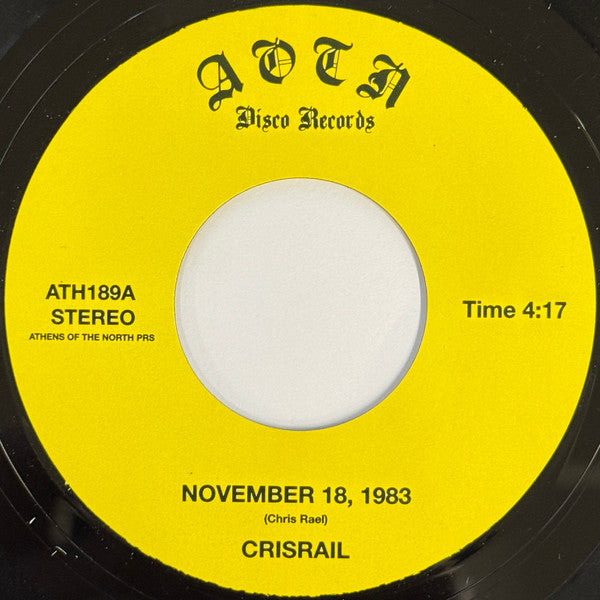 AOTN
Disco Records
ATH189A
STEREO
ATHENS OF THE NORTH PRS
Time 4:17
NOVEMBER 18, 1983
(Chris Rael)
CRISRAIL